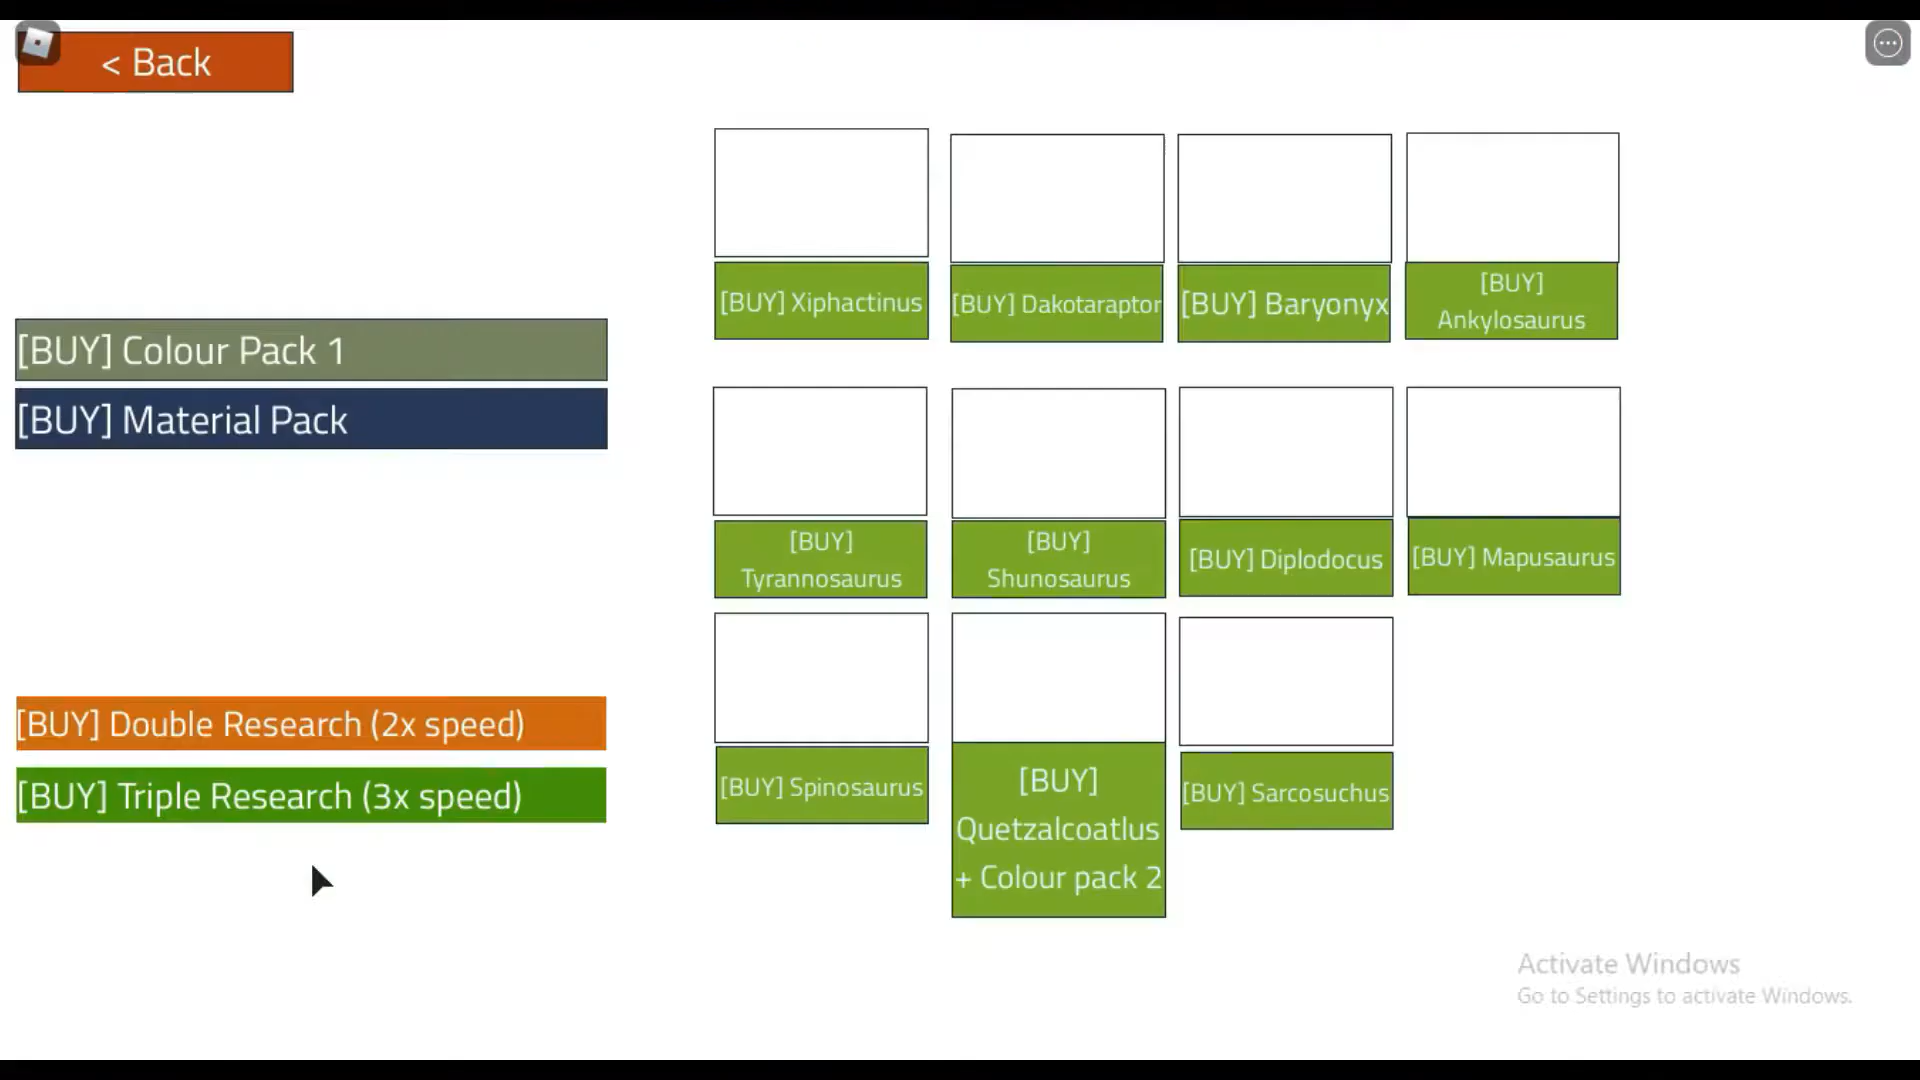 < Back
[BUY] Colour Pack 1
[BUY] Material Pack
[BUY] Double Research (2x speed)
[BUY] Triple Research (3x speed)
[BUY] Xiphactinus
[BUY] Dakotaraptor
[BUY] Baryonyx
[BUY]
Ankylosaurus
[BUY]
Tyrannosaurus
[BUY]
Shunosaurus
[BUY] Diplodocus
[BUY] Mapusaurus
[BUY] Spinosaurus
[BUY]
Quetzalcoatlus
+ Colour pack 2
[BUY] Sarcosuchus
Activate Windows
Go to Settings to activate Windows.